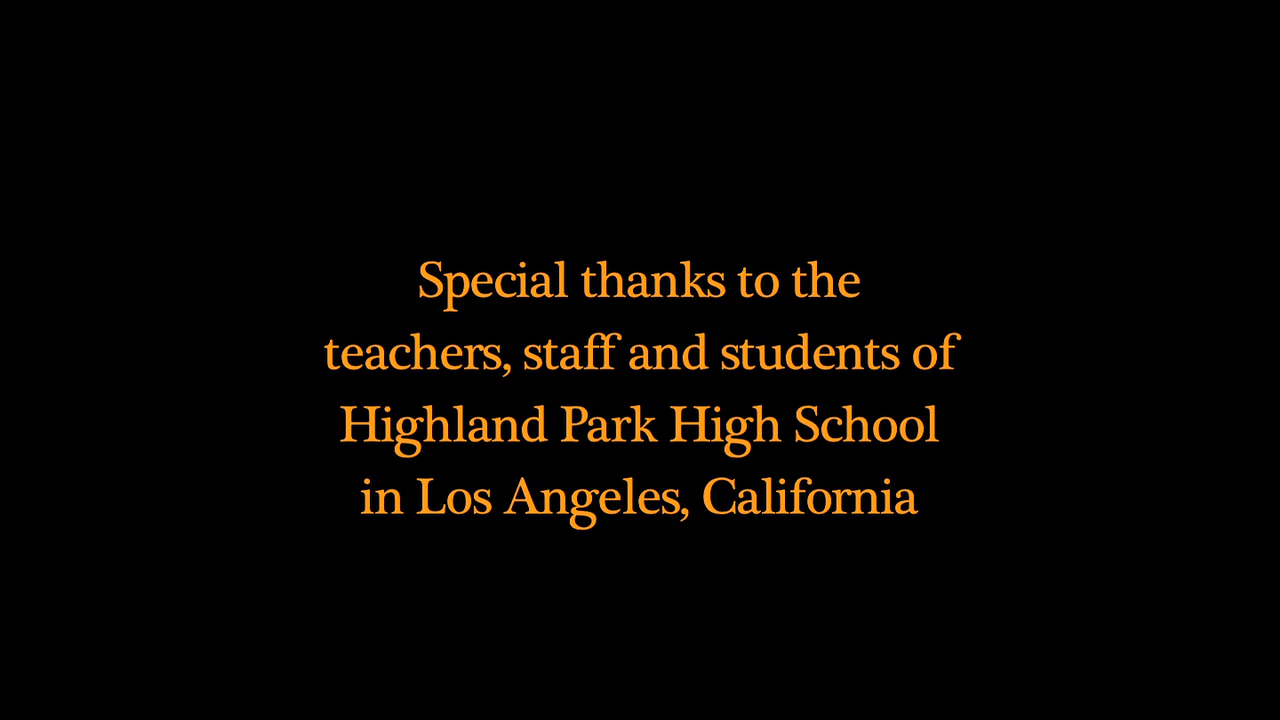 Special thanks to the
teachers, staff and students of
Highland Park High School
in Los Angeles, California